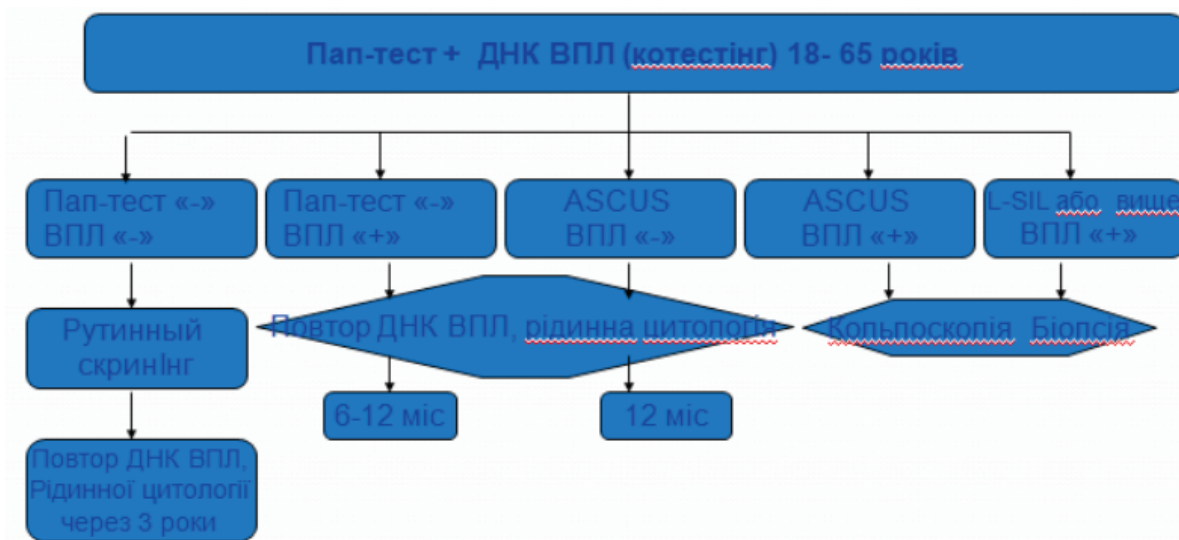 Пап-тест + ДНК ВПЛ (котестінг) 18- 65 років
Пап-тест «-»
ВПЛ «-»
Пап-тест «-»
ВПЛ «+»
ASCUS
ВПЛ «-»
ASCUS
ВПЛ «+»
L-SIL або вище
ВПЛ «+»
Рутинный
скринІнг
Повтор ДНК ВПЛ, рідинна цитологія
Кольпоскопія Біопсія
6-12 міс
12 міс
Повтор ДНК ВПЛ,
Рідинної цитології
через 3 роки